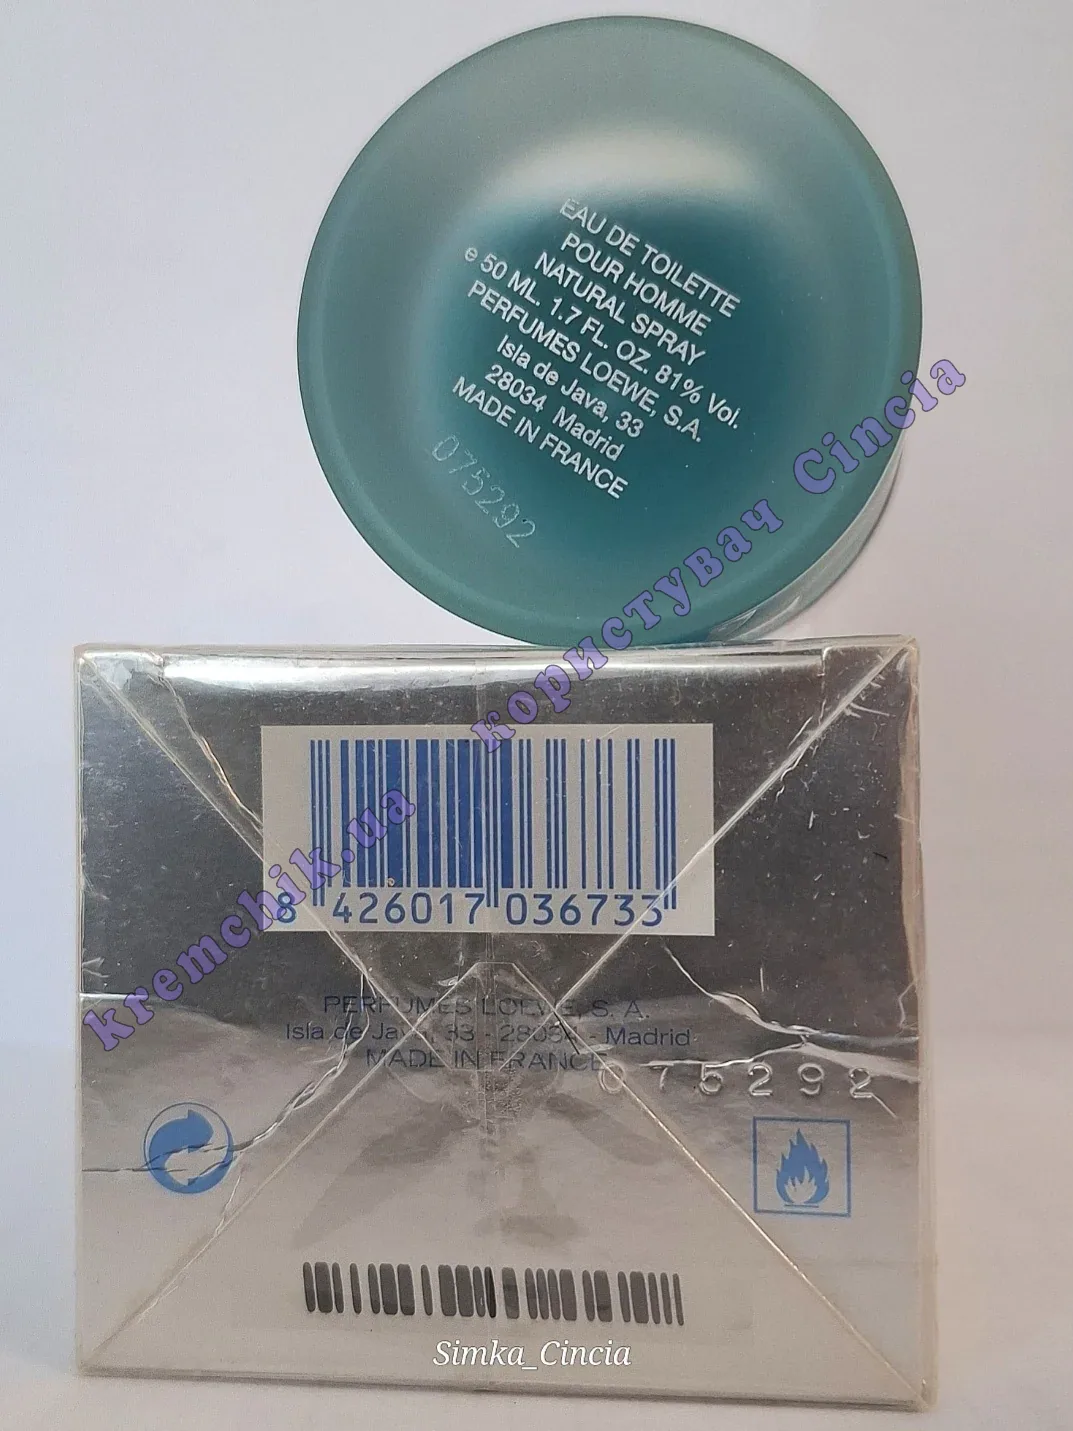 EAU DE TOILETTE
POUR HOMME
NATURAL SPRAY
e 50 ML. 1.7 FL. OZ. 81% Vol.
PERFUMES LOEWE, S.A.
Isla de Java, 33
28034 Madrid
MADE IN FRANCE
075292
kremchik.ua користувач Cincia
8 426017 036733
PERFUMES LOEWE, S. A.
Isla de Java, 33 - 28034 - Madrid
MADE IN FRANCE
075292
Simka_Cincia